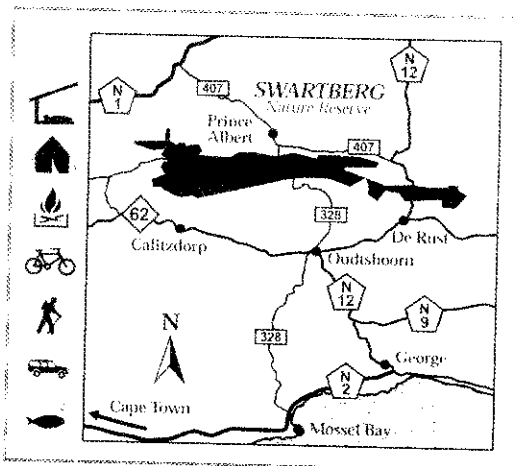 N
12
N
1
407
SWARTBERG
Nature Reserve
Prince
Albert
407
62
328
Calitzdorp
De Rust
Oudtshoorn
N
N
12
N
9
328
George
N
2
Cape Town
Mossel Bay